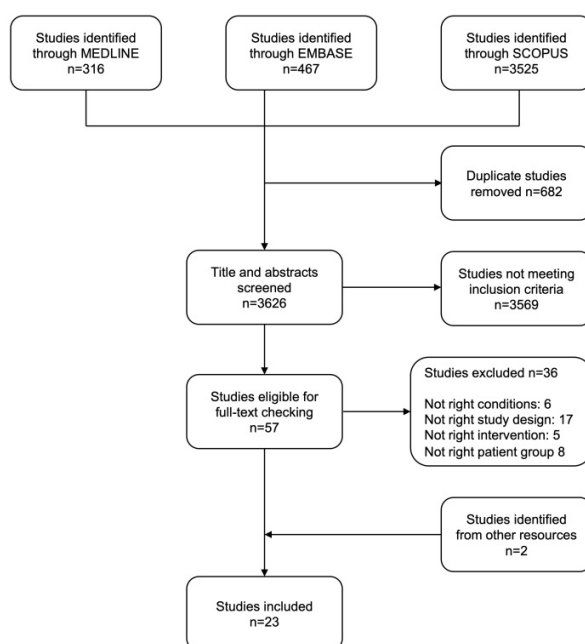 Studies identified
through MEDLINE
n=316
Studies identified
through EMBASE
n=467
Studies identified
through SCOPUS
n=3525
Duplicate studies
removed n=682
Title and abstracts
screened
n=3626
Studies not meeting
inclusion criteria
n=3569
Studies eligible for
full-text checking
n=57
Studies excluded n=36
Not right conditions: 6
Not right study design: 17
Not right intervention: 5
Not right patient group 8
Studies identified
from other resources
n=2
Studies included
n=23